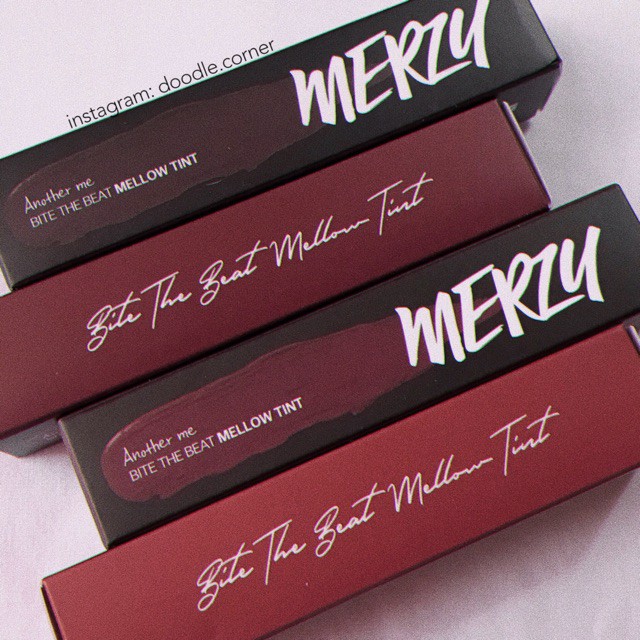 instagram: doodle.corner
MERZY
Another me
BITE THE BEAT MELLOW TINT
Bite The Beat Mellow Tint
MERZY
Another me
BITE THE BEAT MELLOW TINT
Bite The Beat Mellow Tint